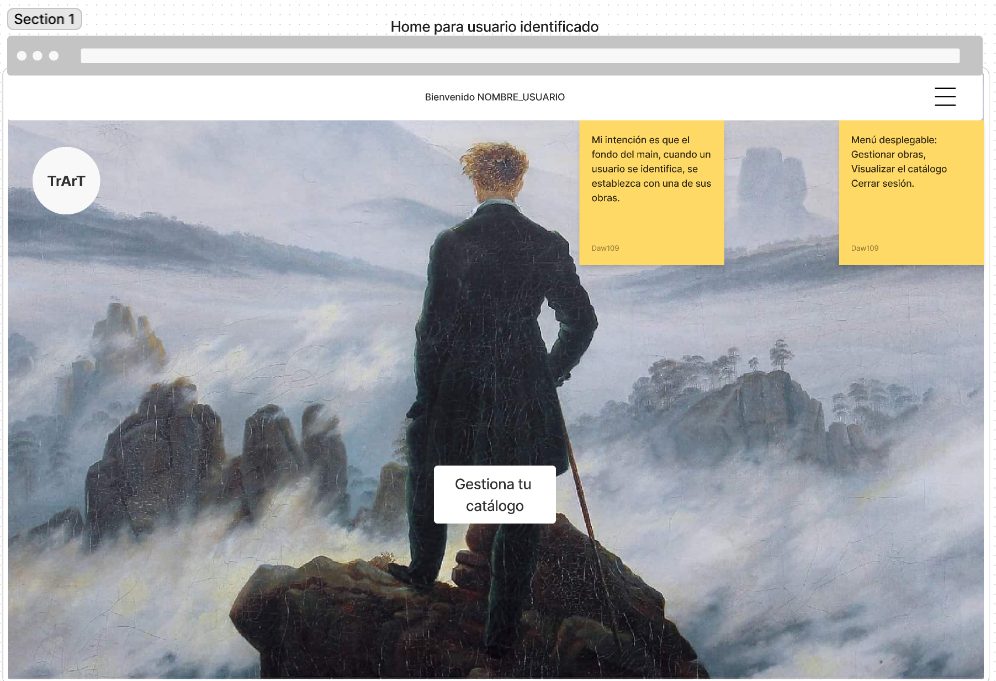 Section 1
Home para usuario identificado
Bienvenido NOMBRE_USUARIO
TrArT
Mi intención es que el
fondo del main, cuando un
usuario se identifica, se
establezca con una de sus
obras.
Daw109
Menú desplegable:
Gestionar obras,
Visualizar el catálogo
Cerrar sesión.
Daw109
Gestiona tu
catálogo